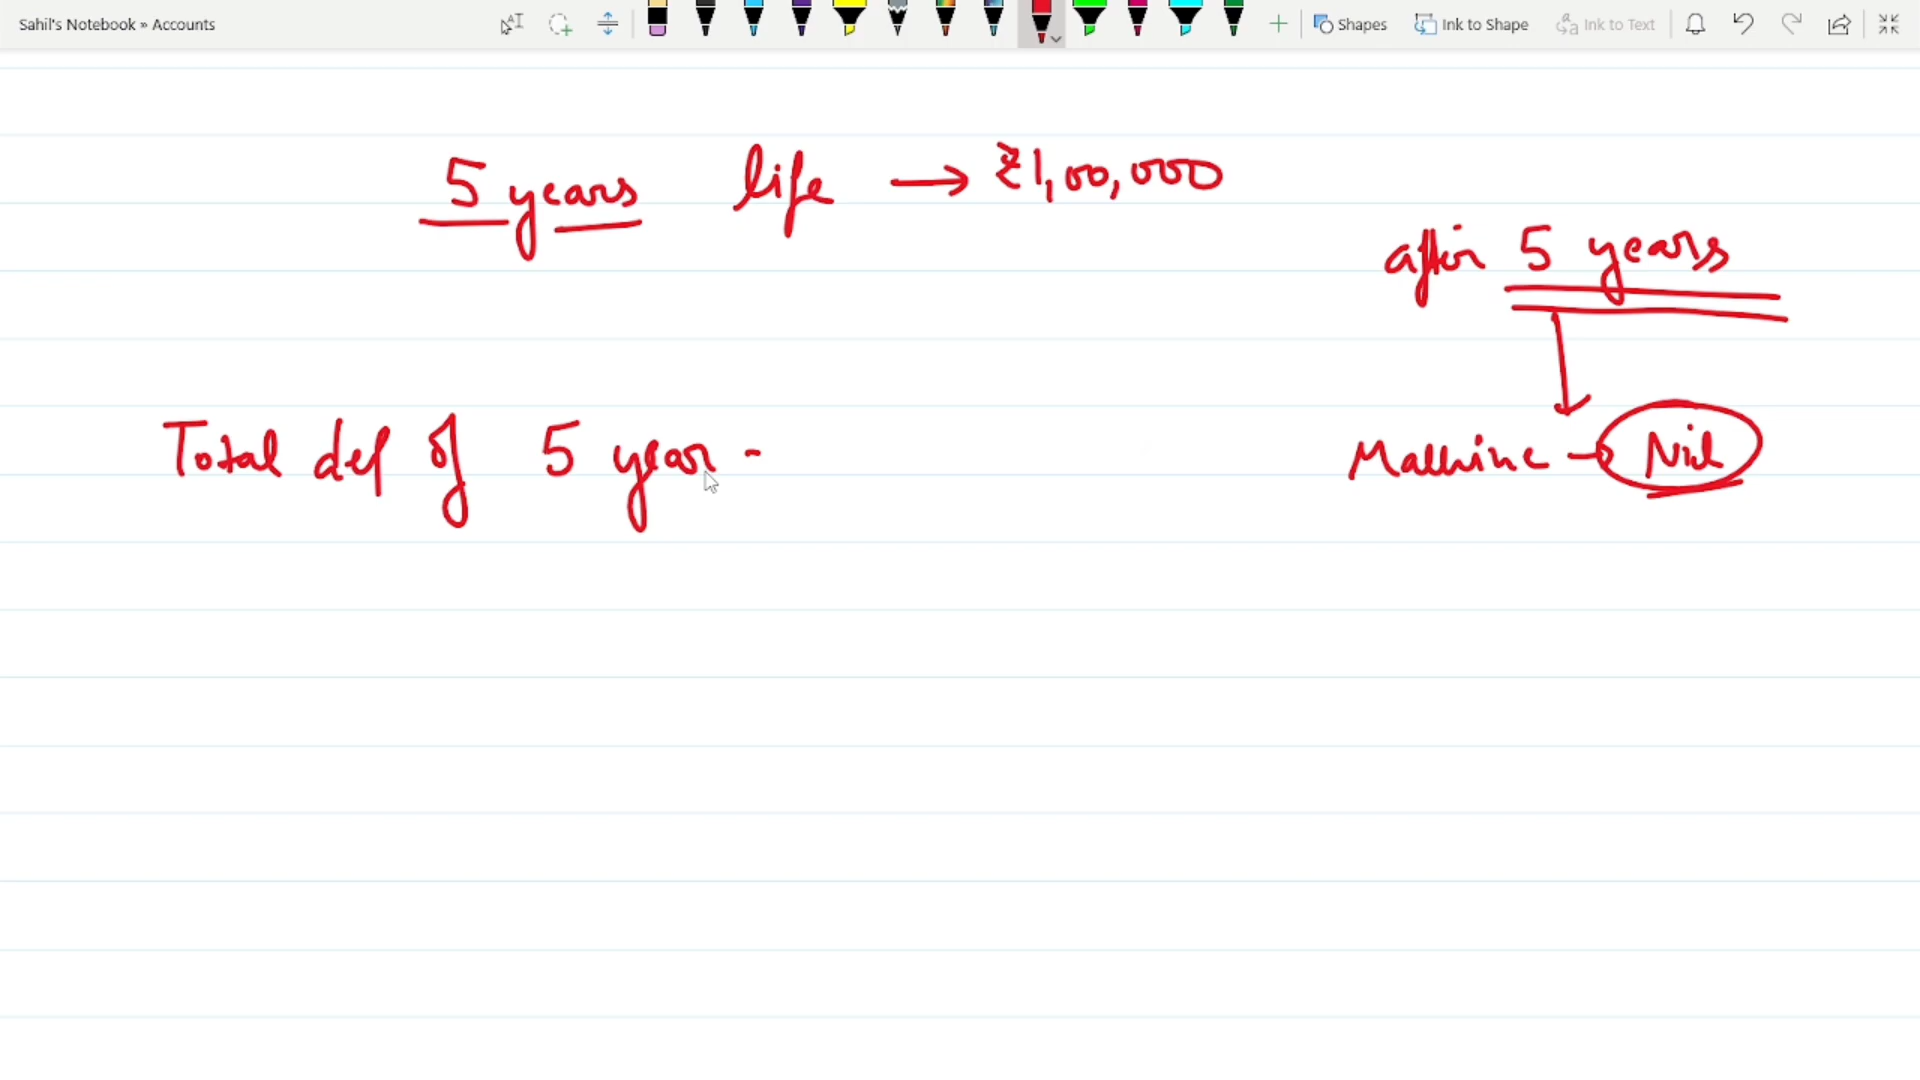 Sahil's Notebook » Accounts
Shapes
Ink to Shape
Ink to Text
5 years life → ₹1,00,000
after 5 years
Total dep of 5 year -
Machine → Nil